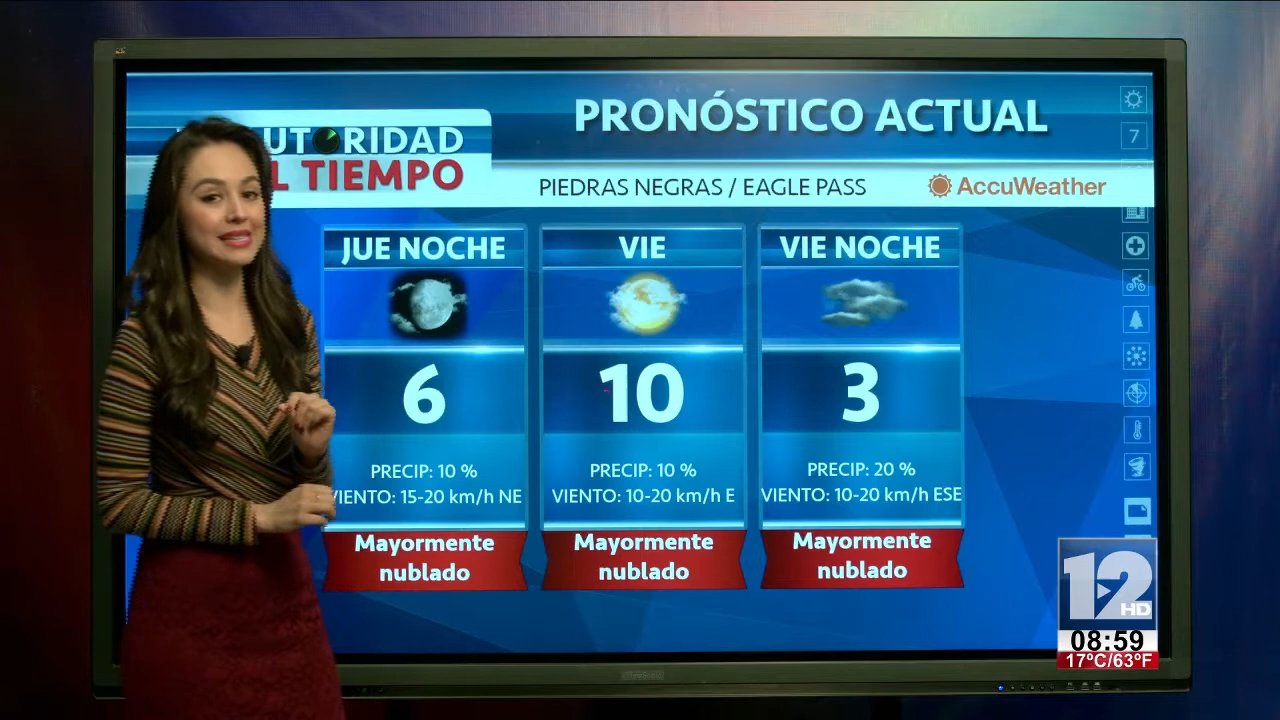 UTORIDAD
L TIEMPO
PRONÓSTICO ACTUAL
PIEDRAS NEGRAS / EAGLE PASS
AccuWeather
7
JUE NOCHE
6
PRECIP: 10 %
VIENTO: 15-20 km/h NE
Mayormente
nublado
VIE
10
PRECIP: 10 %
VIENTO: 10-20 km/h E
Mayormente
nublado
VIE NOCHE
3
PRECIP: 20 %
VIENTO: 10-20 km/h ESE
Mayormente
nublado
12
HD
08:59
17ºC/63ºF